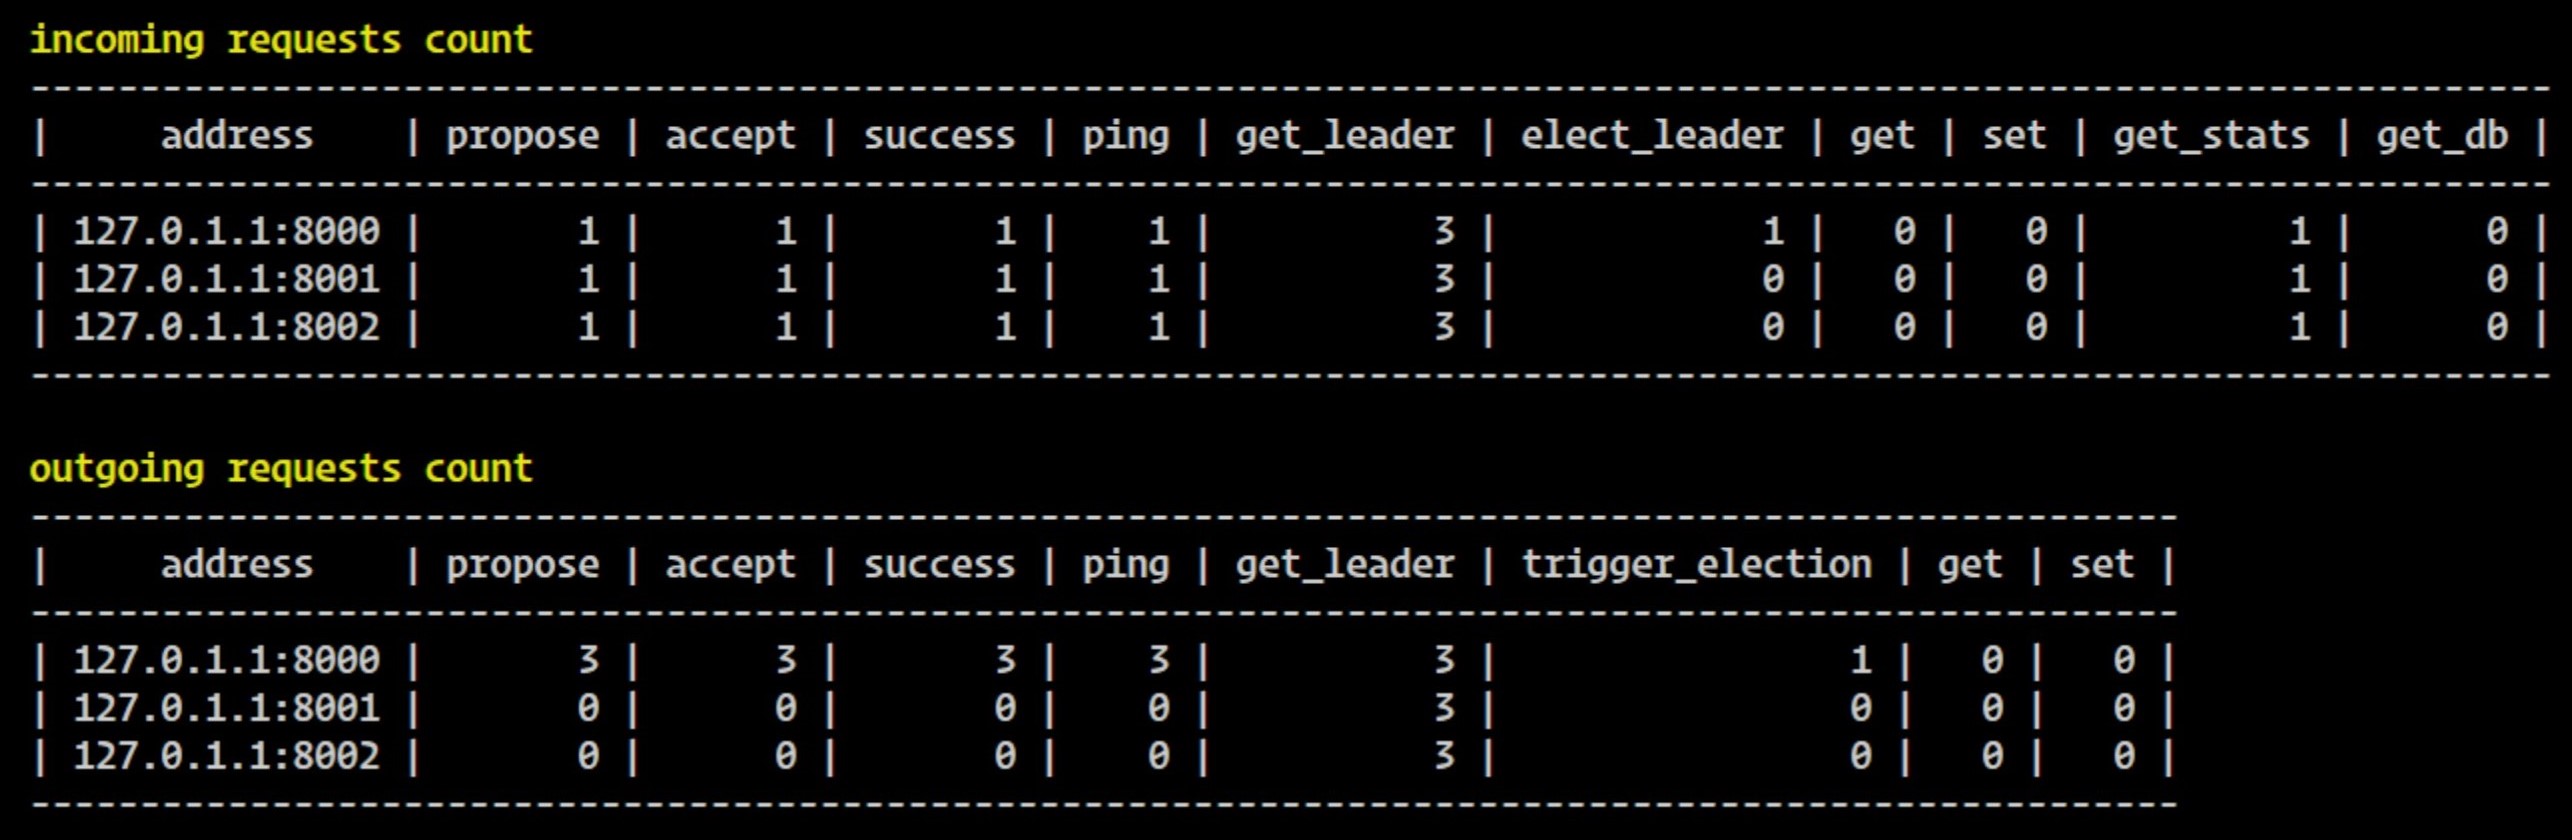 incoming requests count
-------------------------------------------------------------------------------------------------------------------
|     address    | propose | accept | success | ping | get_leader | elect_leader | get | set | get_stats | get_db |
-------------------------------------------------------------------------------------------------------------------
| 127.0.1.1:8000 |       1 |      1 |       1 |    1 |          3 |            1 |   0 |   0 |         1 |      0 |
| 127.0.1.1:8001 |       1 |      1 |       1 |    1 |          3 |            0 |   0 |   0 |         1 |      0 |
| 127.0.1.1:8002 |       1 |      1 |       1 |    1 |          3 |            0 |   0 |   0 |         1 |      0 |
-------------------------------------------------------------------------------------------------------------------
outgoing requests count
--------------------------------------------------------------------------------------------------
|     address    | propose | accept | success | ping | get_leader | trigger_election | get | set |
--------------------------------------------------------------------------------------------------
| 127.0.1.1:8000 |       3 |      3 |       3 |    3 |          3 |                1 |   0 |   0 |
| 127.0.1.1:8001 |       0 |      0 |       0 |    0 |          3 |                0 |   0 |   0 |
| 127.0.1.1:8002 |       0 |      0 |       0 |    0 |          3 |                0 |   0 |   0 |
--------------------------------------------------------------------------------------------------